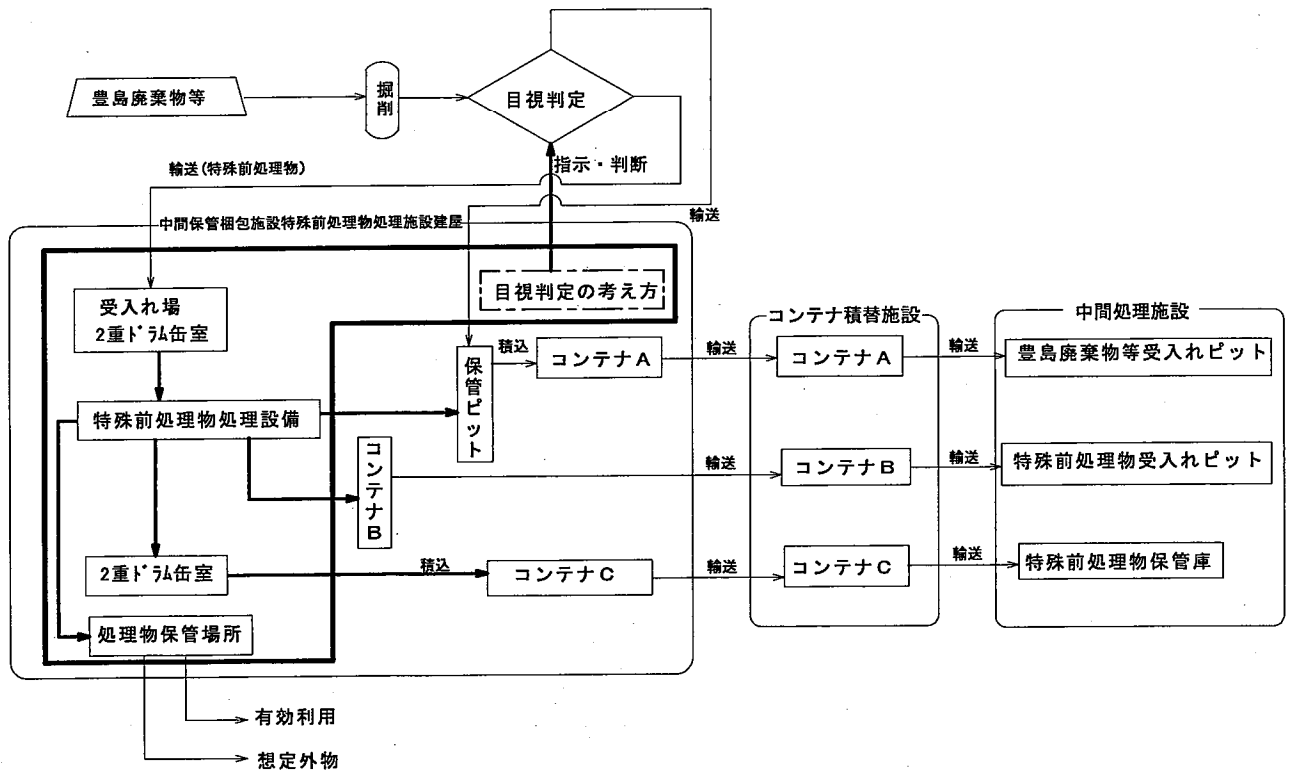 豊島廃棄物等
掘削
目視判定
指示・判断
輸送(特殊前処理物)
輸送
中間保管梱包施設特殊前処理物処理施設建屋
目視判定の考え方
受入れ場
2重ドラム缶室
特殊前処理物処理設備
2重ドラム缶室
処理物保管場所
保管ピット
積込
コンテナA
コンテナB
積込
コンテナC
輸送
輸送
輸送
コンテナ積替施設
コンテナA
コンテナB
コンテナC
輸送
輸送
輸送
中間処理施設
豊島廃棄物等受入れピット
特殊前処理物受入れピット
特殊前処理物保管庫
有効利用
想定外物